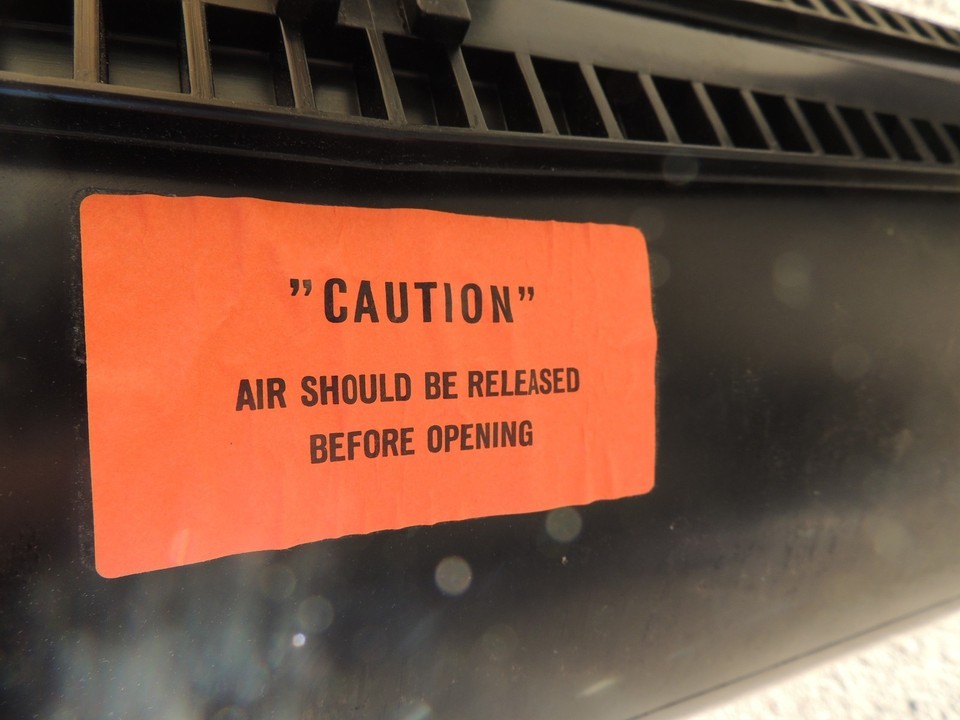 ”CAUTION”
AIR SHOULD BE RELEASED
BEFORE OPENING